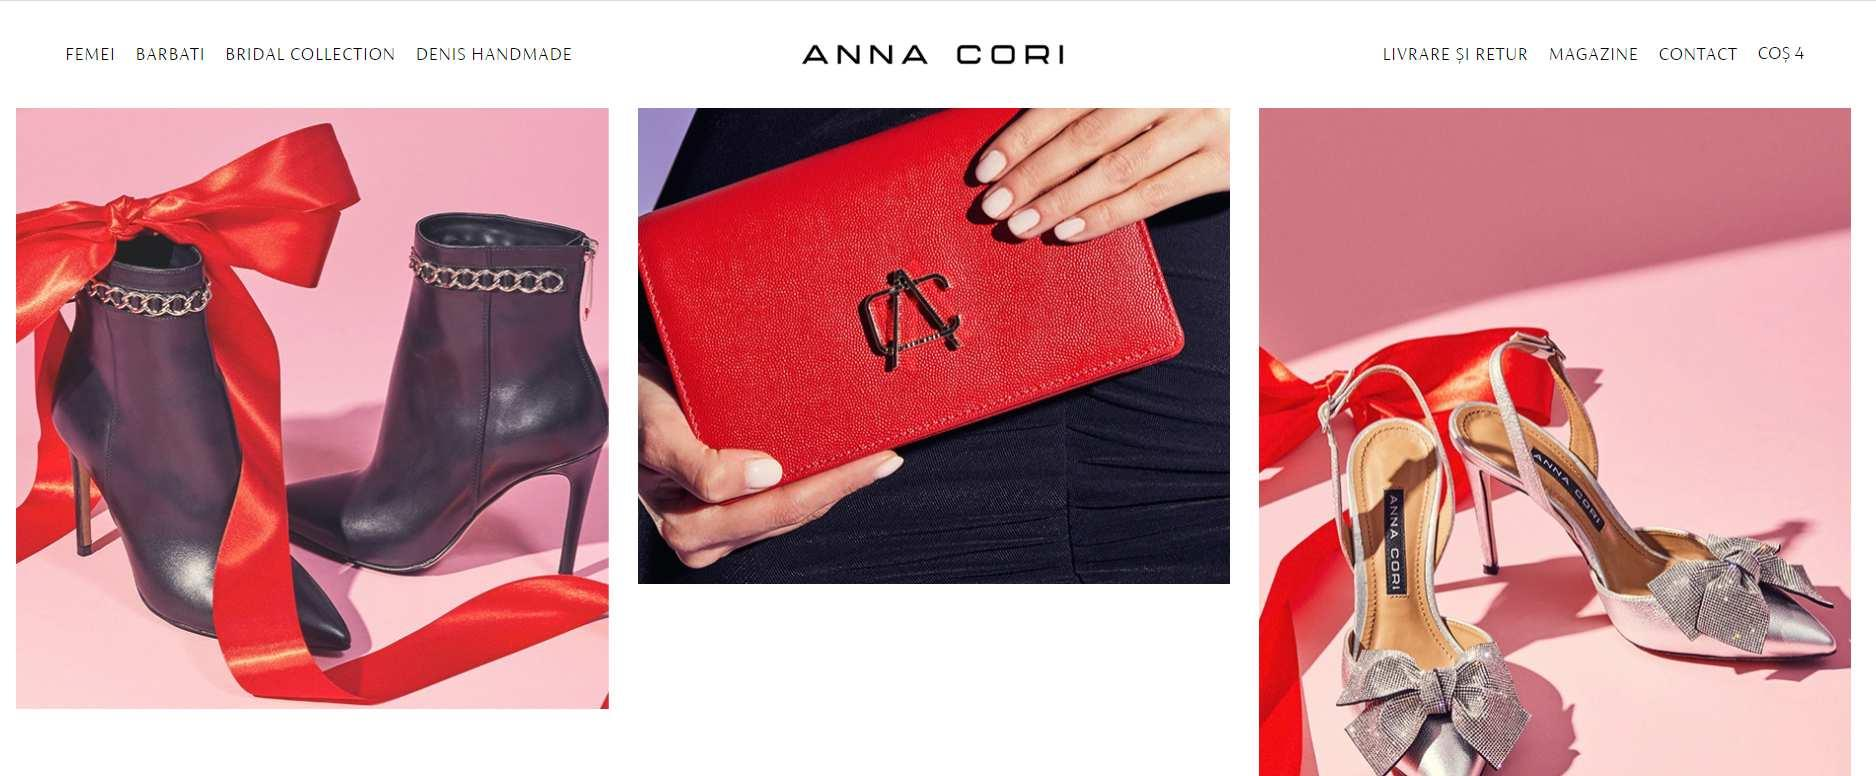 FEMEI BARBATI BRIDAL COLLECTION DENIS HANDMADE
ANNA CORI
LIVRARE ȘI RETUR MAGAZINE CONTACT COȘ 4
AC
ANNA CORI
ANNA CORI